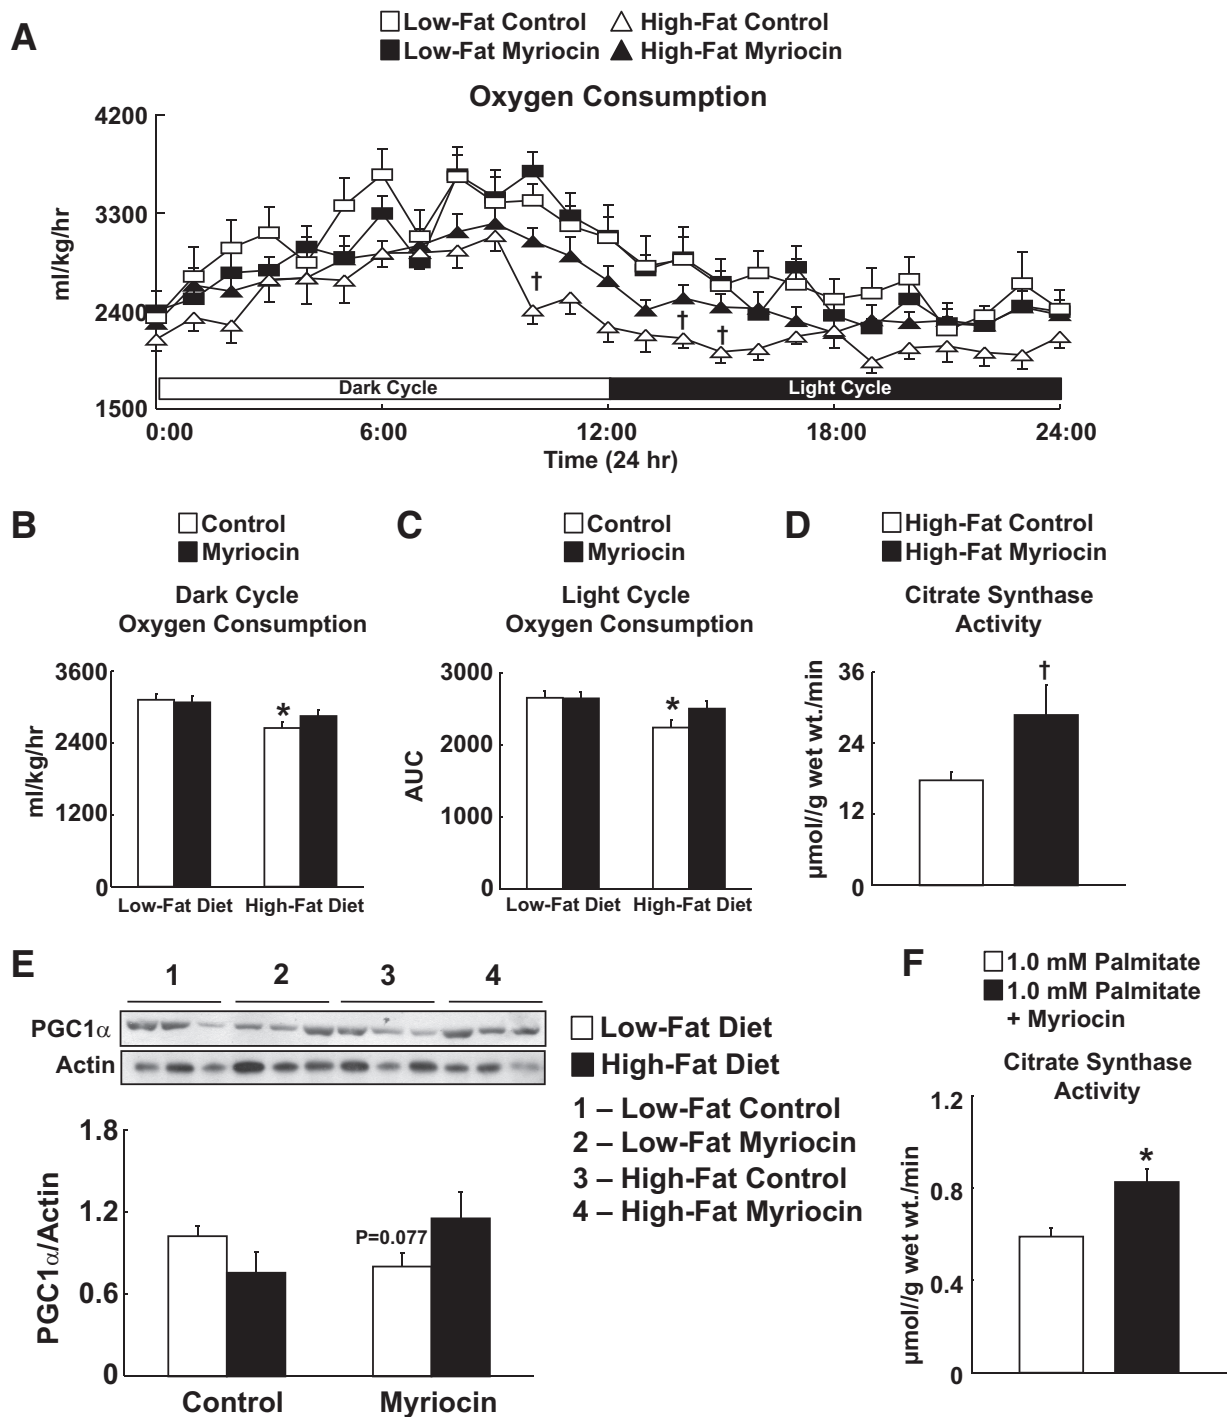 A
Low-Fat Control High-Fat Control
Low-Fat Myriocin High-Fat Myriocin
Oxygen Consumption
4200
3300
2400
1500
ml/kg/hr
†
†
†
Dark Cycle
Light Cycle
0:00 6:00 12:00 18:00 24:00
Time (24 hr)
B
Control
Myriocin
Dark Cycle
Oxygen Consumption
3600
2400
1200
0
ml/kg/hr
*
Low-Fat Diet High-Fat Diet
C
Control
Myriocin
Light Cycle
Oxygen Consumption
3000
2000
1000
0
AUC
*
Low-Fat Diet High-Fat Diet
D
High-Fat Control
High-Fat Myriocin
Citrate Synthase
Activity
36
24
12
0
μmol//g wet wt./min
†
E
1 2 3 4
PGC1α
Actin
Low-Fat Diet
High-Fat Diet
1 – Low-Fat Control
2 – Low-Fat Myriocin
3 – High-Fat Control
4 – High-Fat Myriocin
1.8
1.2
0.6
0
PGC1α/Actin
P=0.077
Control Myriocin
F
1.0 mM Palmitate
1.0 mM Palmitate
+ Myriocin
Citrate Synthase
Activity
1.2
0.8
0.4
0
μmol//g wet wt./min
*